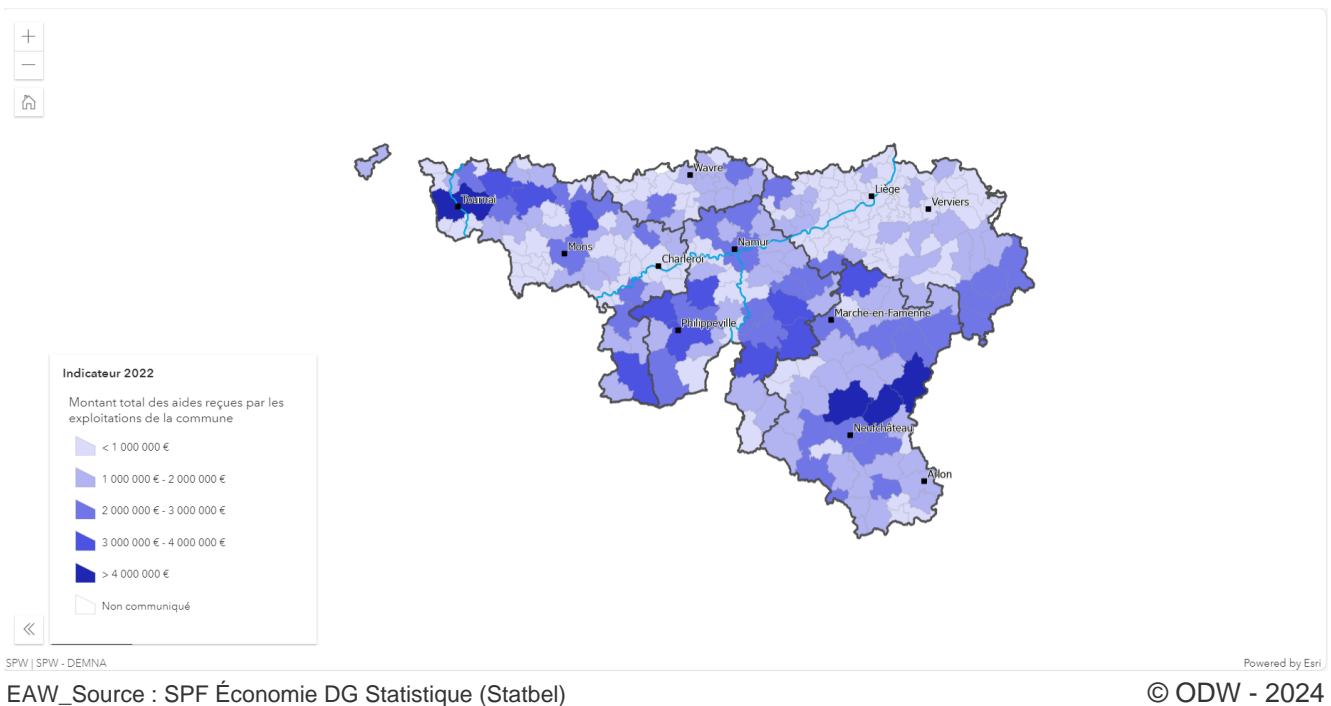 Wavre
Liège
Tournai
Verviers
Mons
Namur
Charleroi
Marche-en-Famenne
Philippeville
Neufchâteau
Arlon
Indicateur 2022
Montant total des aides reçues par les
exploitations de la commune
< 1 000 000 €
1 000 000 € - 2 000 000 €
2 000 000 € - 3 000 000 €
3 000 000 € - 4 000 000 €
> 4 000 000 €
Non communiqué
SPW | SPW - DEMNA
Powered by Esri
EAW_Source : SPF Économie DG Statistique (Statbel)
© ODW - 2024